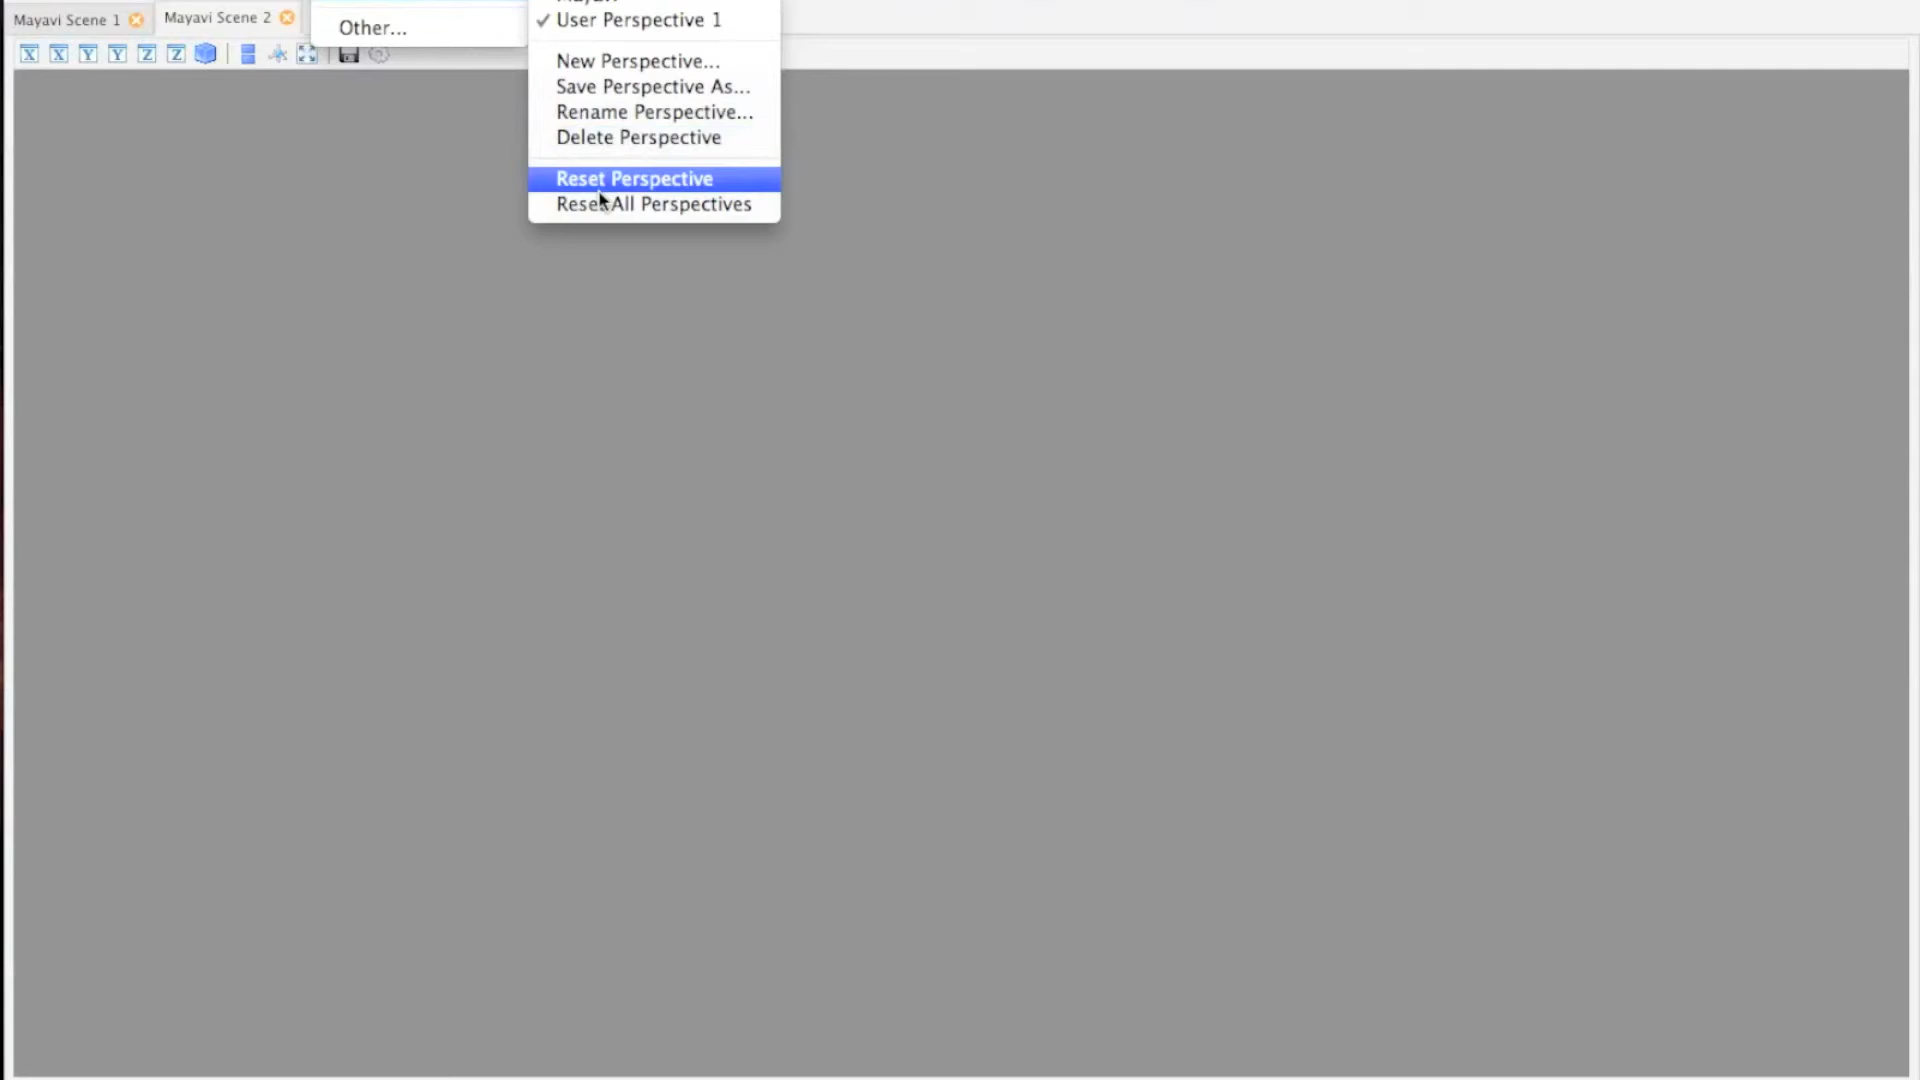 Mayavi Scene 1
Mayavi Scene 2
Other...
User Perspective 1
New Perspective...
Save Perspective As...
Rename Perspective...
Delete Perspective
Reset Perspective
Reset All Perspectives
X X Y Y Z Z